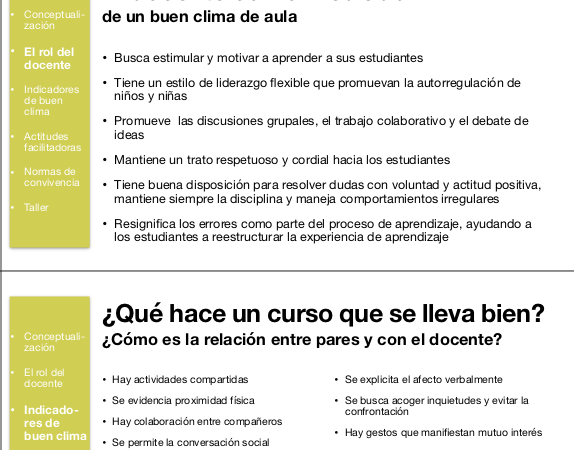 Conceptuali-
zación
El rol del
docente
Indicadores
de buen
clima
Actitudes
facilitadoras
Normas de
convivencia
Taller
de un buen clima de aula
• Busca estimular y motivar a aprender a sus estudiantes
• Tiene un estilo de liderazgo flexible que promuevan la autorregulación de
niños y niñas
• Promueve las discusiones grupales, el trabajo colaborativo y el debate de
ideas
• Mantiene un trato respetuoso y cordial hacia los estudiantes
• Tiene buena disposición para resolver dudas con voluntad y actitud positiva,
mantiene siempre la disciplina y maneja comportamientos irregulares
• Resignifica los errores como parte del proceso de aprendizaje, ayudando a
los estudiantes a reestructurar la experiencia de aprendizaje
Conceptuali-
zación
El rol del
docente
Indicado-
res de
buen clima
¿Qué hace un curso que se lleva bien?
¿Cómo es la relación entre pares y con el docente?
• Hay actividades compartidas
• Se evidencia proximidad física
• Hay colaboración entre compañeros
• Se permite la conversación social
• Se explicita el afecto verbalmente
• Se busca acoger inquietudes y evitar la
confrontación
• Hay gestos que manifiestan mutuo interés